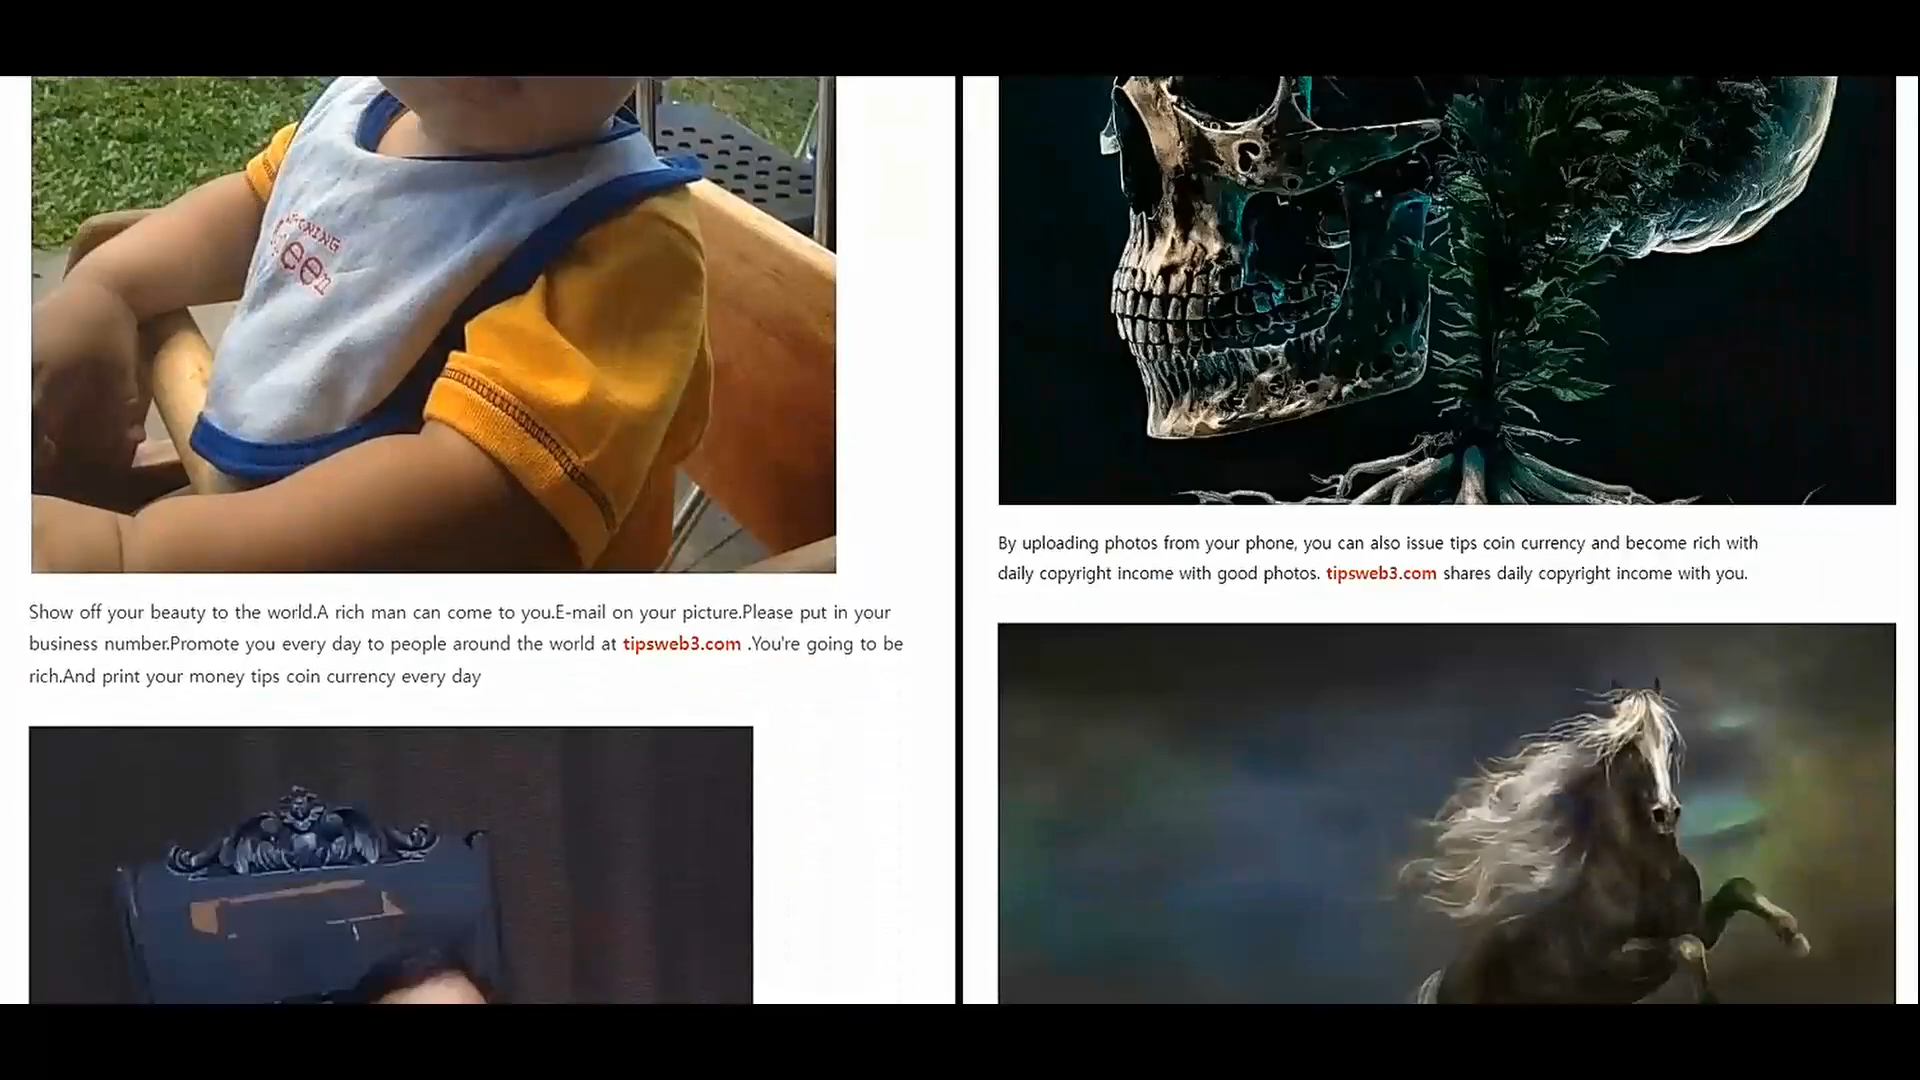 Show off your beauty to the world.A rich man can come to you.E-mail on your picture.Please put in your
business number.Promote you every day to people around the world at tipsweb3.com .You're going to be
rich.And print your money tips coin currency every day
By uploading photos from your phone, you can also issue tips coin currency and become rich with
daily copyright income with good photos. tipsweb3.com shares daily copyright income with you.